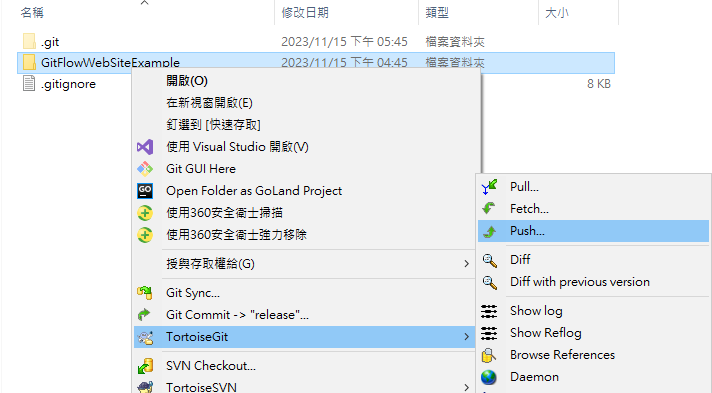 名稱 修改日期 類型 大小
.git 2023/11/15 下午 05:45 檔案資料夾
GitFlowWebSiteExample 2023/11/15 下午 04:45 檔案資料夾
.gitignore 8 KB
開啟(O)
在新視窗開啟(E)
釘選到 [快速存取]
使用 Visual Studio 開啟(V)
Git GUI Here
Open Folder as GoLand Project
使用360安全衛士掃描
使用360安全衛士強力移除
授與存取權給(G)
Git Sync...
Git Commit -> "release"...
TortoiseGit
SVN Checkout...
TortoiseSVN
Pull...
Fetch...
Push...
Diff
Diff with previous version
Show log
Show Reflog
Browse References
Daemon